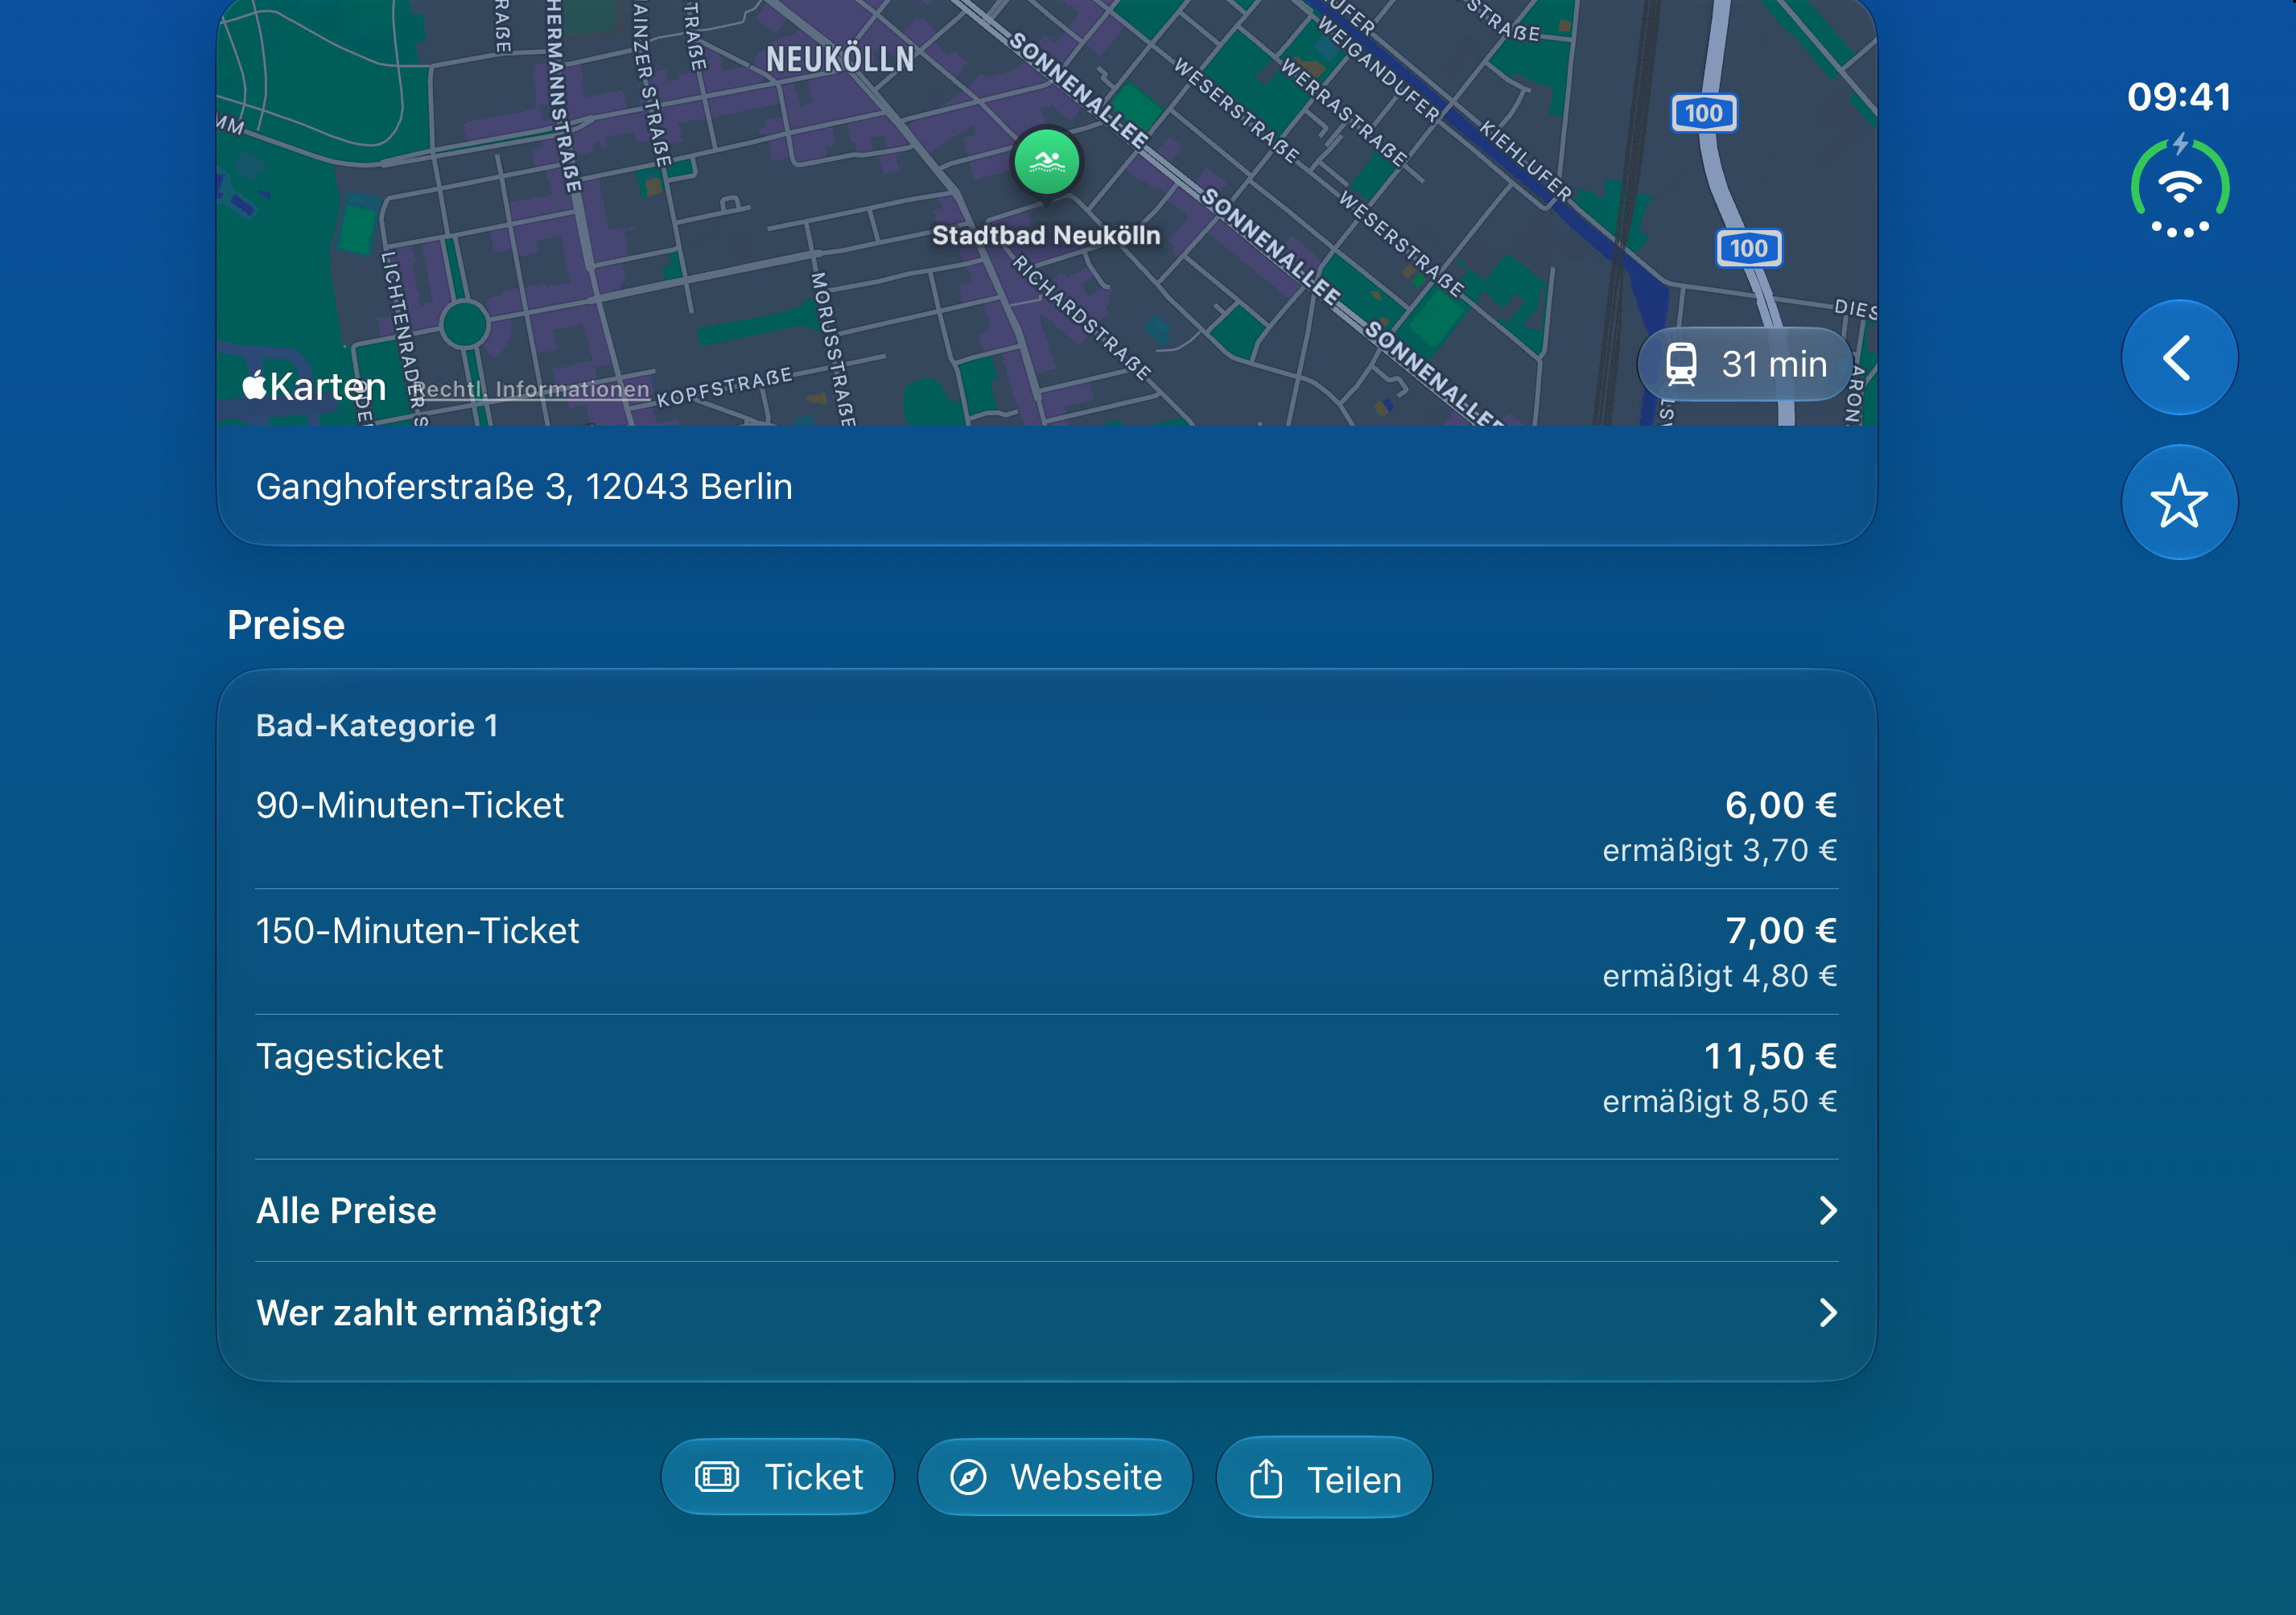 NEUKÖLLN
HERMANNSTRASSE
SONNENALLEE
WEIGANDUFER
WESERSTRAẞE
WERRASTRAẞE
KIEHLUFER
100
09:41
Stadtbad Neukölln
SONNENALLEE
WESERSTRAẞE
100
RICHARDSTRAẞE
MORUSSTRAẞE
SONNENALLEE
31 min
Karten
Rechtl. Informationen
KOPFSTRAẞE
Ganghoferstraße 3, 12043 Berlin
Preise
Bad-Kategorie 1
90-Minuten-Ticket
6,00 €
ermäßigt 3,70 €
150-Minuten-Ticket
7,00 €
ermäßigt 4,80 €
Tagesticket
11,50 €
ermäßigt 8,50 €
Alle Preise
Wer zahlt ermäßigt?
Ticket
Webseite
Teilen